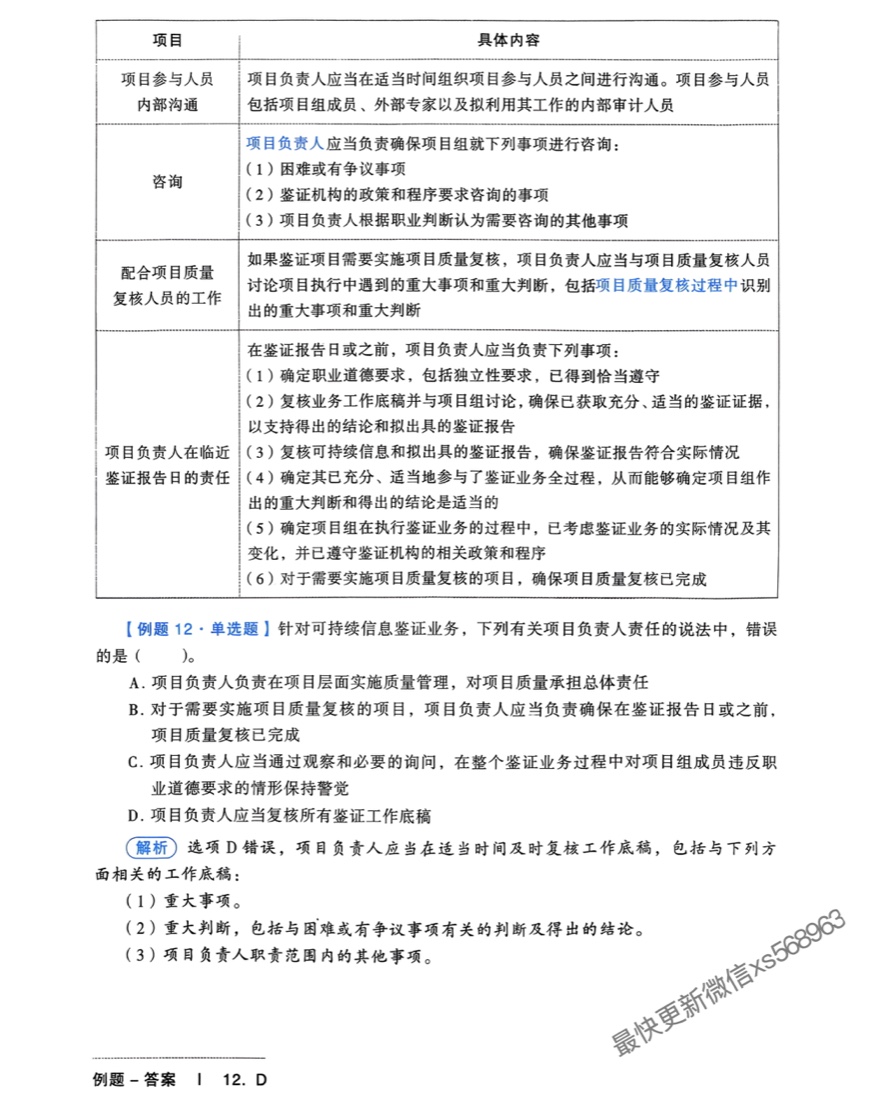 项目 具体内容
项目参与人员
内部沟通
项目负责人应当在适当时间组织项目参与人员之间进行沟通。项目参与人员
包括项目组成员、外部专家以及拟利用其工作的内部审计人员
咨询
项目负责人应当负责确保项目组就下列事项进行咨询：
（1）困难或有争议事项
（2）鉴证机构的政策和程序要求咨询的事项
（3）项目负责人根据职业判断认为需要咨询的其他事项
配合项目质量
复核人员的工作
如果鉴证项目需要实施项目质量复核，项目负责人应当与项目质量复核人员
讨论项目执行中遇到的重大事项和重大判断，包括项目质量复核过程中识别
出的重大事项和重大判断
项目负责人在临近
鉴证报告日的责任
在鉴证报告日或之前，项目负责人应当负责下列事项：
（1）确定职业道德要求，包括独立性要求，已得到恰当遵守
（2）复核业务工作底稿并与项目组讨论，确保已获取充分、适当的鉴证证据，
以支持得出的结论和拟出具的鉴证报告
（3）复核可持续信息和拟出具的鉴证报告，确保鉴证报告符合实际情况
（4）确定其已充分、适当地参与了鉴证业务全过程，从而能够确定项目组作
出的重大判断和得出的结论是适当的
（5）确定项目组在执行鉴证业务的过程中，已考虑鉴证业务的实际情况及其
变化，并已遵守鉴证机构的相关政策和程序
（6）对于需要实施项目质量复核的项目，确保项目质量复核已完成
【例题 12·单选题】针对可持续信息鉴证业务，下列有关项目负责人责任的说法中，错误
的是（ ）。
A. 项目负责人负责在项目层面实施质量管理，对项目质量承担总体责任
B. 对于需要实施项目质量复核的项目，项目负责人应当负责确保在鉴证报告日或之前，
项目质量复核已完成
C. 项目负责人应当通过观察和必要的询问，在整个鉴证业务过程中对项目组成员违反职
业道德要求的情形保持警觉
D. 项目负责人应当复核所有鉴证工作底稿
解析 选项 D 错误，项目负责人应当在适当时间及时复核工作底稿，包括与下列方
面相关的工作底稿：
（1）重大事项。
（2）重大判断，包括与困难或有争议事项有关的判断及得出的结论。
（3）项目负责人职责范围内的其他事项。
最快更新微信xs568963
例题 – 答案 | 12. D